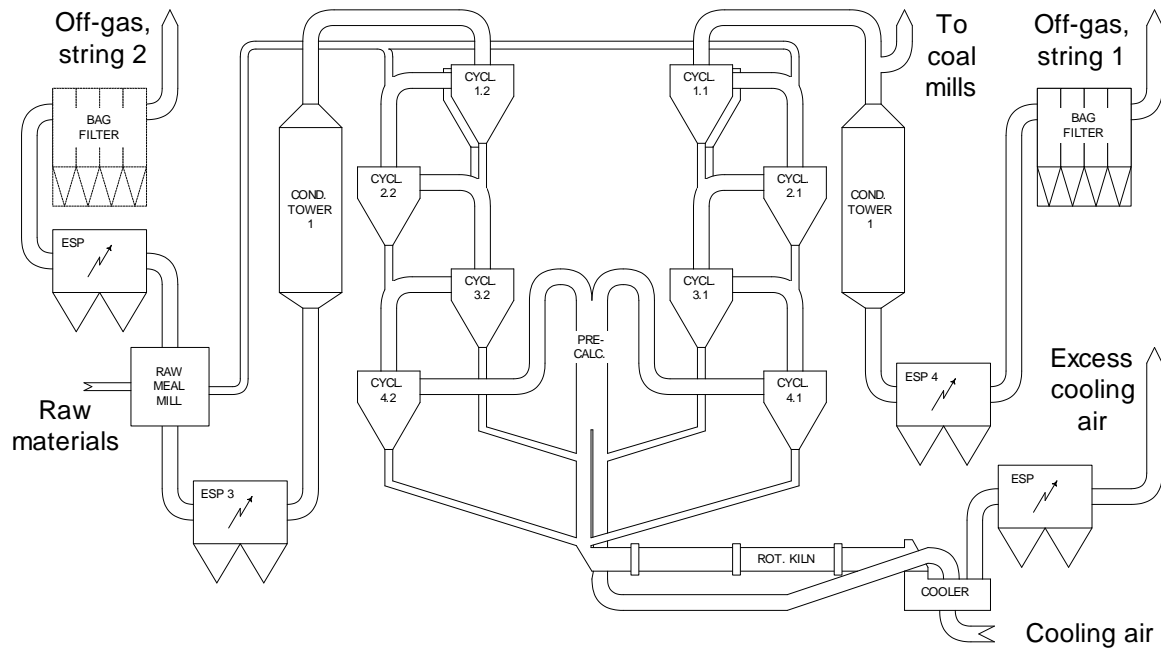 Off-gas,
string 2
To
coal
mills
Off-gas,
string 1
CYCL.
1.2
CYCL.
1.1
BAG
FILTER
BAG
FILTER
CYCL.
2.2
CYCL.
2.1
COND.
TOWER
1
COND.
TOWER
1
ESP
CYCL.
3.2
CYCL.
3.1
PRE-
CALC.
RAW
MEAL
MILL
CYCL.
4.2
CYCL.
4.1
ESP 4
Excess
cooling
air
Raw
materials
ESP 3
ESP
ROT. KILN
COOLER
Cooling air